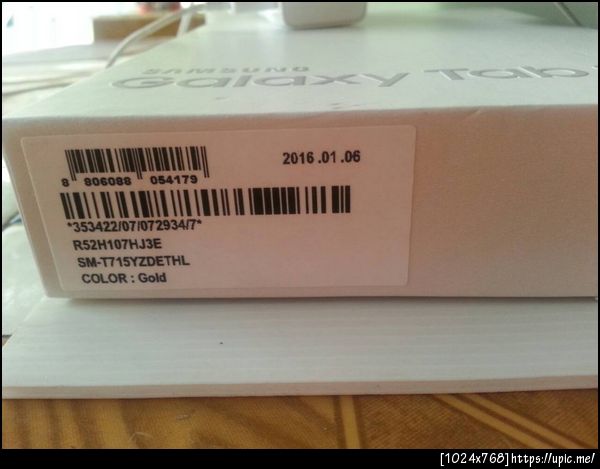 SAMSUNG
Galaxy Tab
2016.01.06
8 806088 054179
*353422/07/072934/7*
R52H107HJ3E
SM-T715YZDETHL
COLOR : Gold
[1024x768]https://upic.me/